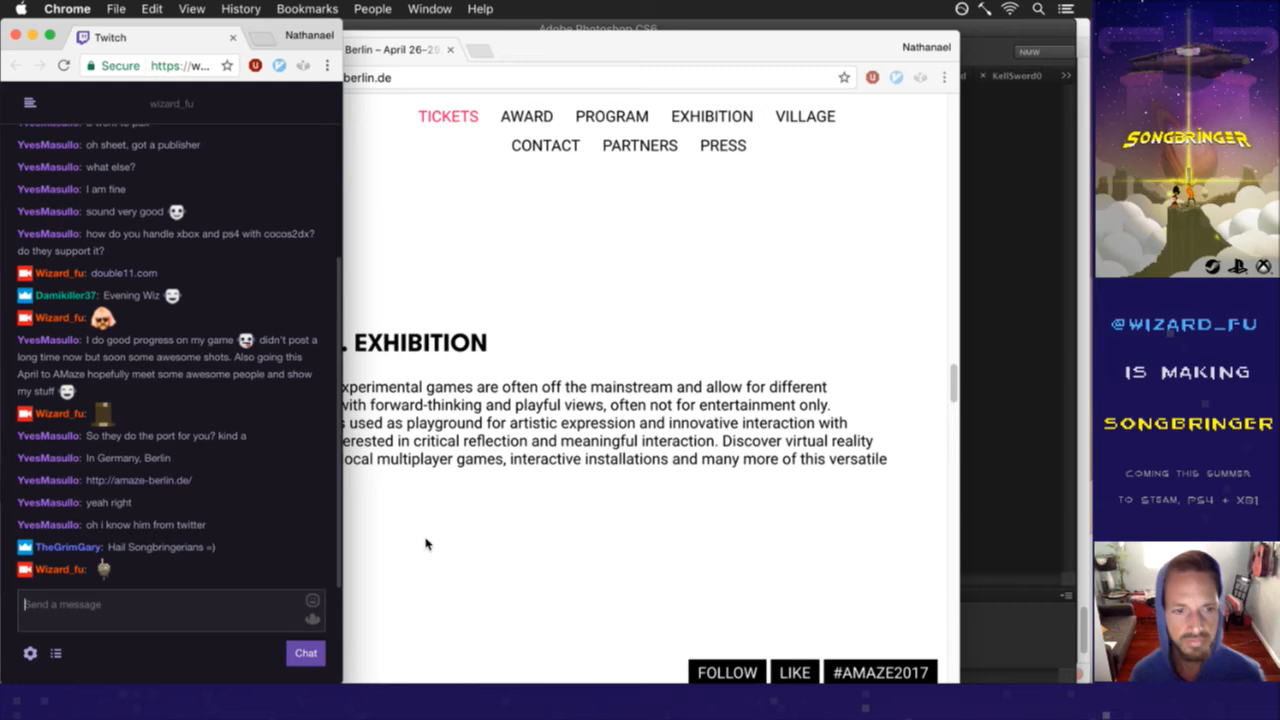 Chrome File Edit View History Bookmarks People Window Help
Adobe Photoshop CS6
Twitch
Nathanael
Secure https://w...
wizard_fu
YvesMasullo: oh sheet, got a publisher
YvesMasullo: what else?
YvesMasullo: I am fine
YvesMasullo: sound very good
YvesMasullo: how do you handle xbox and ps4 with cocos2dx?
do they support it?
Wizard_fu: double11.com
Damikiller37: Evening Wiz
Wizard_fu:
YvesMasullo: I do good progress on my game didn't post a
long time now but soon some awesome shots. Also going this
April to AMaze hopefully meet some awesome people and show
my stuff
Wizard_fu:
YvesMasullo: So they do the port for you? kind a
YvesMasullo: In Germany, Berlin
YvesMasullo: http://amaze-berlin.de/
YvesMasullo: yeah right
YvesMasullo: oh i know him from twitter
TheGrimGary: Hail Songbringerians =)
Wizard_fu:
Send a message
Chat
Berlin – April 26–29
Nathanael
berlin.de
TICKETS AWARD PROGRAM EXHIBITION VILLAGE
CONTACT PARTNERS PRESS
. EXHIBITION
xperimental games are often off the mainstream and allow for different
with forward-thinking and playful views, often not for entertainment only.
s used as playground for artistic expression and innovative interaction with
erested in critical reflection and meaningful interaction. Discover virtual reality
ocal multiplayer games, interactive installations and many more of this versatile
FOLLOW LIKE #AMAZE2017
NMW
KellSword0
SONGBRINGER
@WIZARD_FU
IS MAKING
SONGBRINGER
COMING THIS SUMMER
TO STEAM, PS4 + XB1